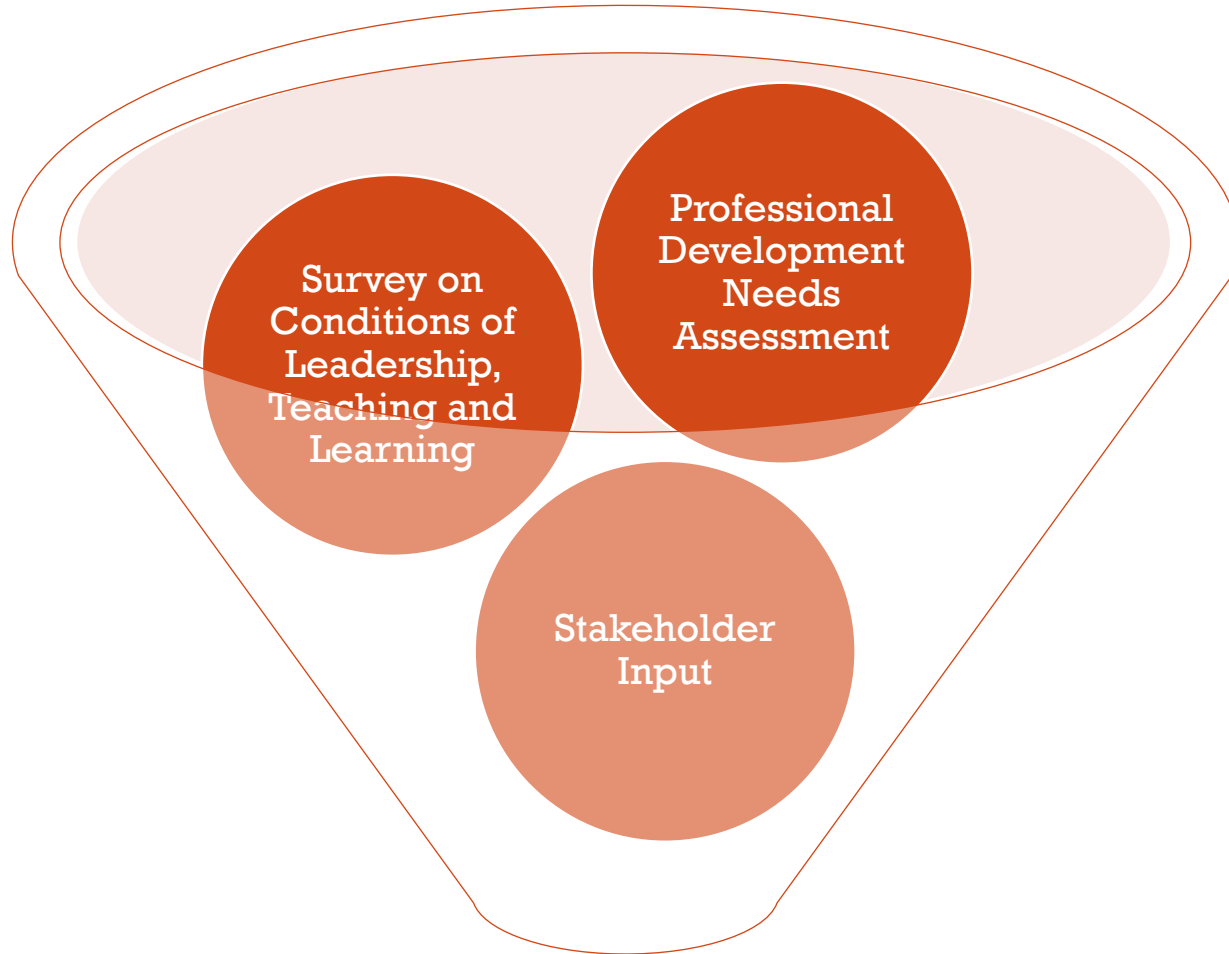 Survey on
Conditions of
Leadership,
Teaching and
Learning
Professional
Development
Needs
Assessment
Stakeholder
Input